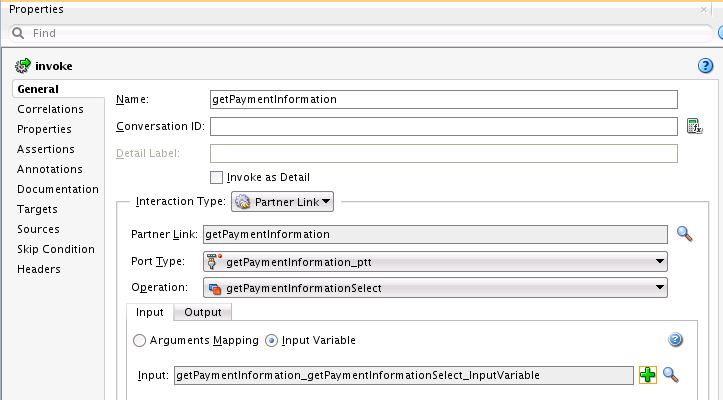 Properties
Find
invoke
General
Correlations
Properties
Assertions
Annotations
Documentation
Targets
Sources
Skip Condition
Headers
Name: getPaymentInformation
Conversation ID:
Detail Label:
Invoke as Detail
Interaction Type: Partner Link
Partner Link: getPaymentInformation
Port Type: getPaymentInformation_ptt
Operation: getPaymentInformationSelect
Input Output
Arguments Mapping Input Variable
Input: getPaymentInformation_getPaymentInformationSelect_InputVariable